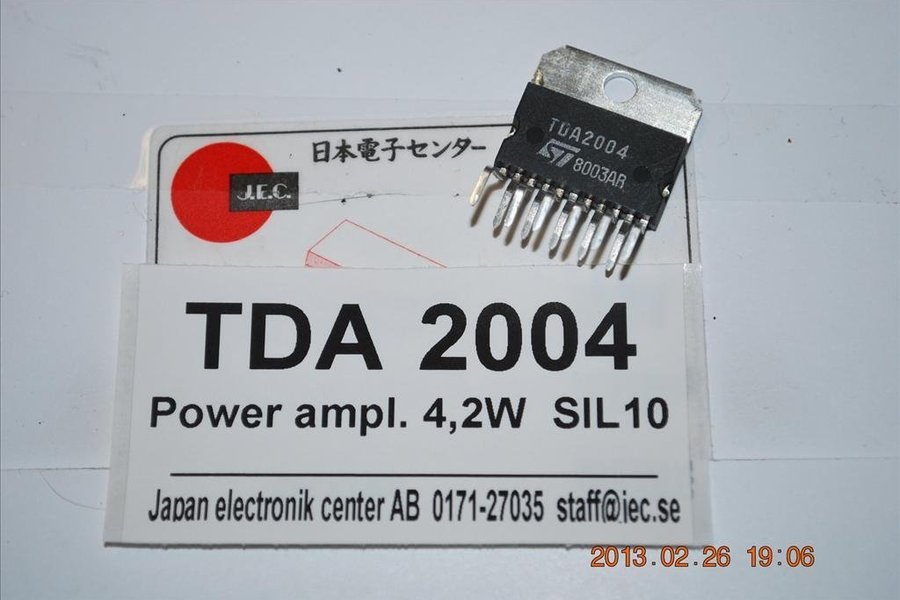 TDA2004
ST 8003AR
日本電子センター
J.E.C.
TDA 2004
Power ampl. 4,2W SIL10
Japan electronik center AB 0171-27035 staff@jec.se
2013.02.26 19:06